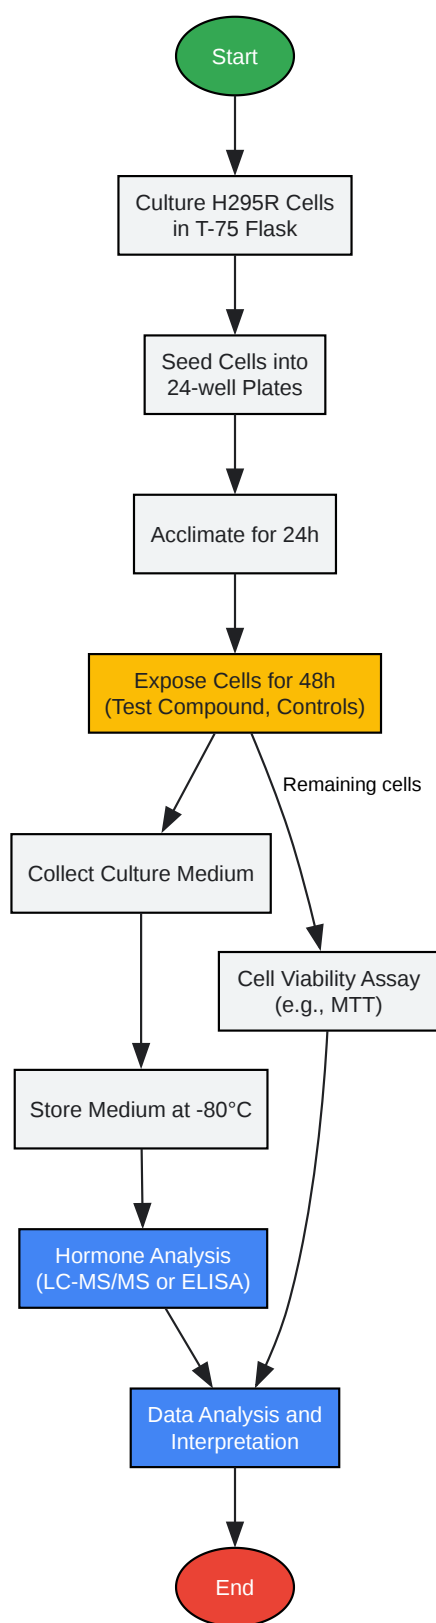 Start
Culture H295R Cells
in T-75 Flask
Seed Cells into
24-well Plates
Acclimate for 24h
Expose Cells for 48h
(Test Compound, Controls)
Remaining cells
Collect Culture Medium
Cell Viability Assay
(e.g., MTT)
Store Medium at -80°C
Hormone Analysis
(LC-MS/MS or ELISA)
Data Analysis and
Interpretation
End